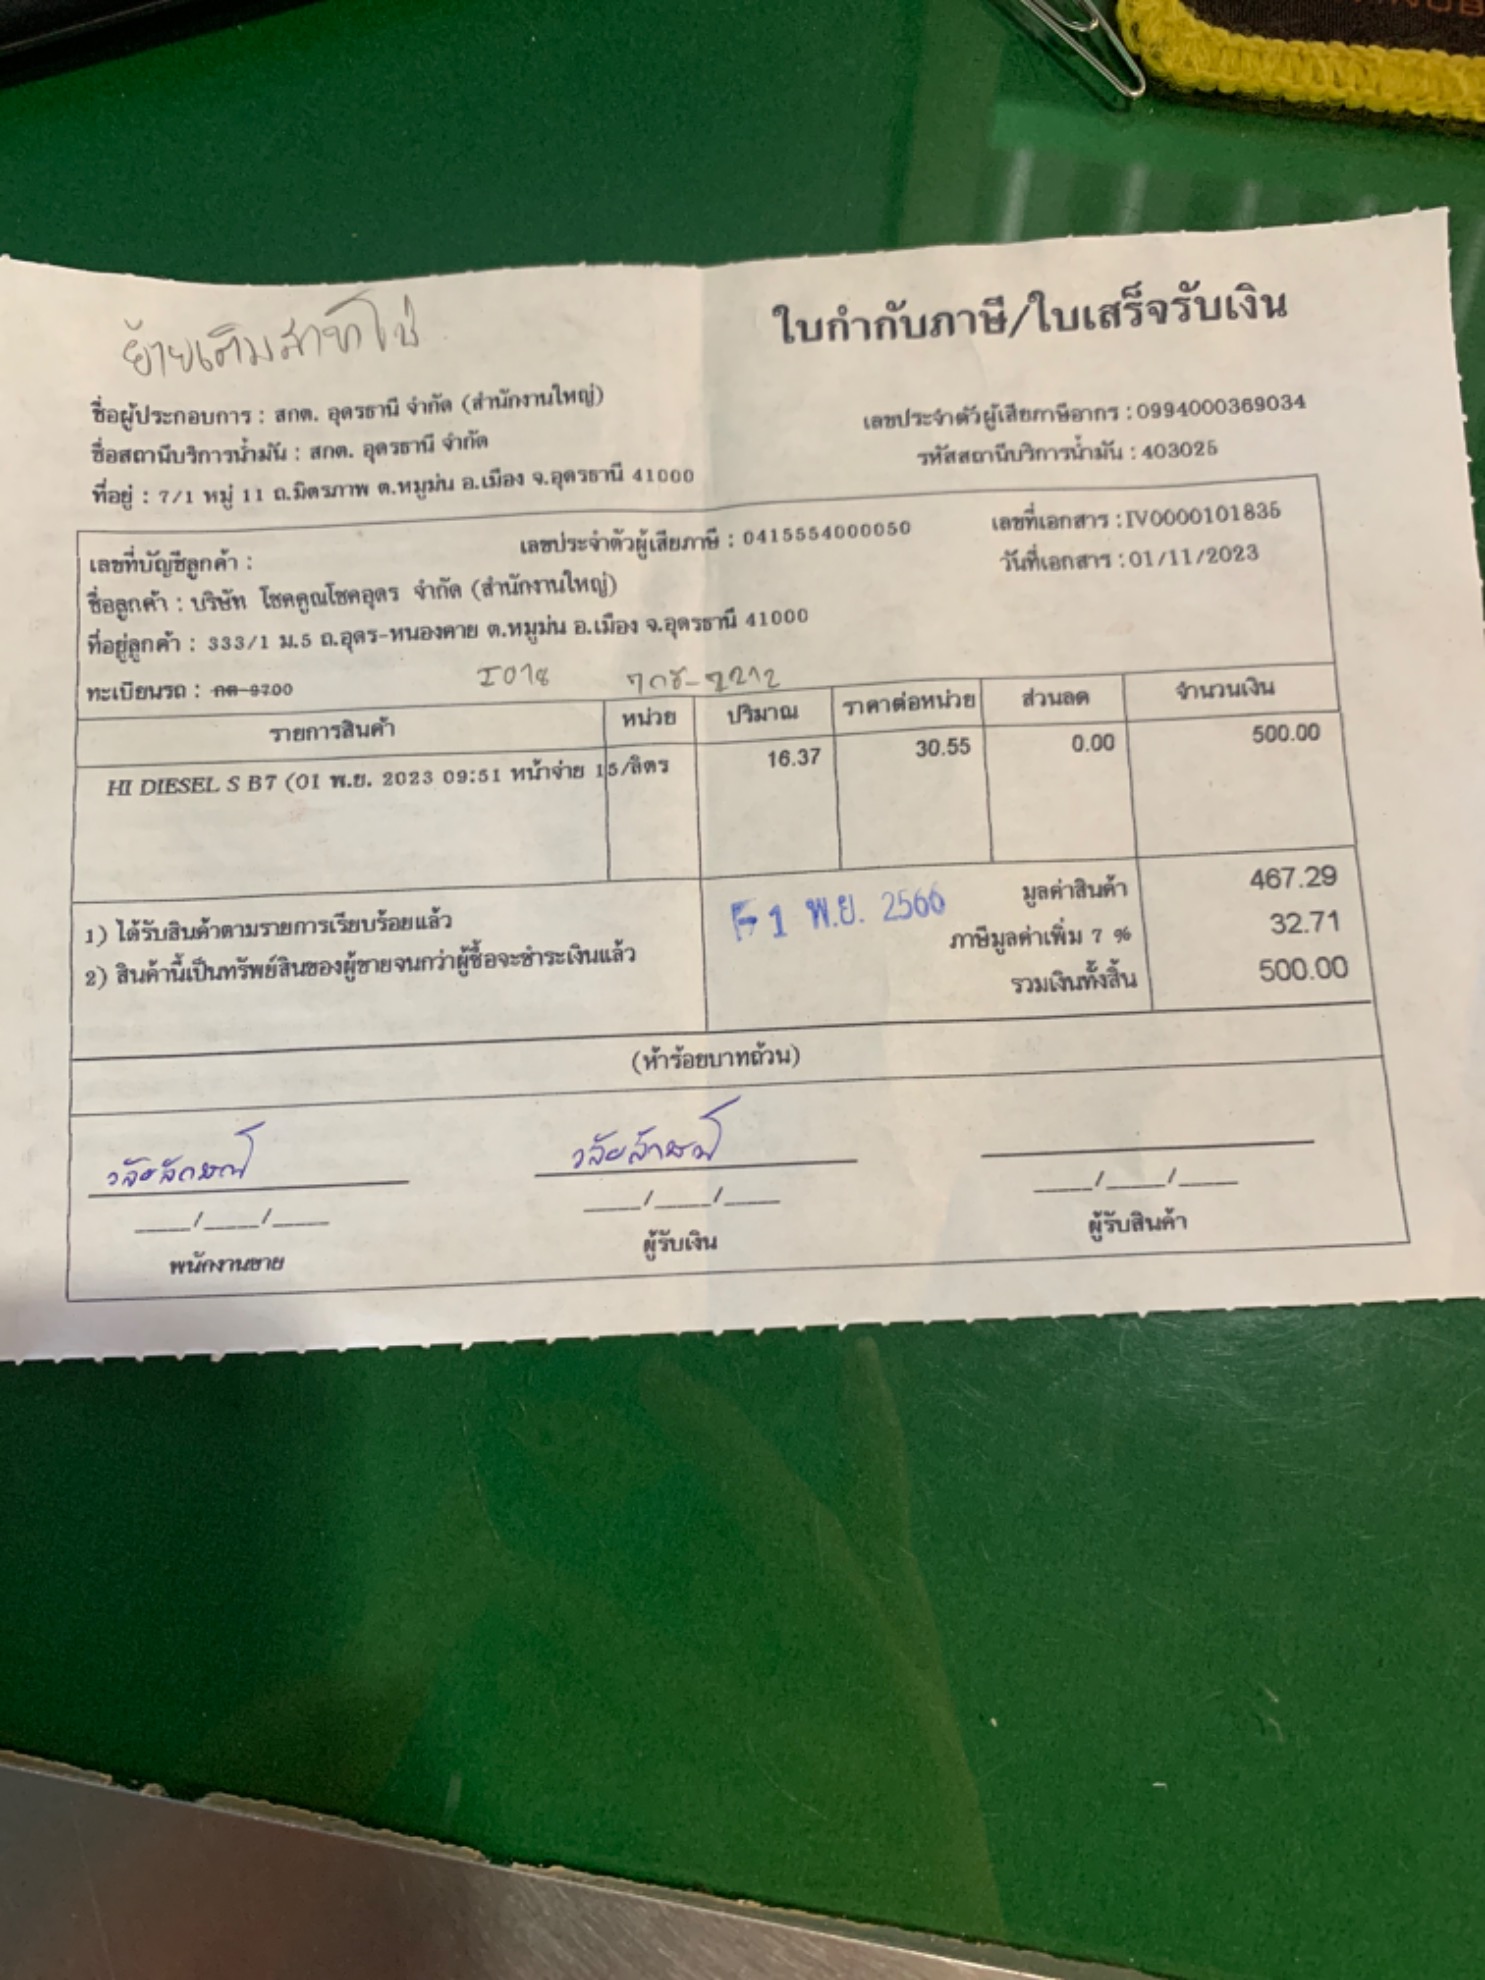 ใบกำกับภาษี/ใบเสร็จรับเงิน
ชื่อผู้ประกอบการ : สกต. อุดรธานี จำกัด (สำนักงานใหญ่)
เลขประจำตัวผู้เสียภาษีอากร : 0994000369034
ชื่อสถานีบริการน้ำมัน : สกต. อุดรธานี จำกัด
รหัสสถานีบริการน้ำมัน : 403025
ที่อยู่ : 7/1 หมู่ 11 ถ.มิตรภาพ ต.หมูม่น อ.เมือง จ.อุดรธานี 41000
เลขที่บัญชีลูกค้า :
เลขประจำตัวผู้เสียภาษี : 0415554000050
เลขที่เอกสาร : IV0000101835
ชื่อลูกค้า : บริษัท โชคคูณโชคอุดร จำกัด (สำนักงานใหญ่)
วันที่เอกสาร : 01/11/2023
ที่อยู่ลูกค้า : 333/1 ม.5 ถ.อุดร-หนองคาย ต.หมูม่น อ.เมือง จ.อุดรธานี 41000
ทะเบียนรถ :
รายการสินค้า หน่วย ปริมาณ ราคาต่อหน่วย ส่วนลด จำนวนเงิน
HI DIESEL S B7 (01 พ.ย. 2023 09:51 หน้าจ่าย 15/ลิตร 16.37 30.55 0.00 500.00
1) ได้รับสินค้าตามรายการเรียบร้อยแล้ว
2) สินค้านี้เป็นทรัพย์สินของผู้ขายจนกว่าผู้ซื้อจะชำระเงินแล้ว
- 1 พ.ย. 2566
มูลค่าสินค้า 467.29
ภาษีมูลค่าเพิ่ม 7 % 32.71
รวมเงินทั้งสิ้น 500.00
(ห้าร้อยบาทถ้วน)
วลัยลักษณ์ วลัยลักษณ์
___/___/___ ___/___/___ ___/___/___
พนักงานขาย ผู้รับเงิน ผู้รับสินค้า